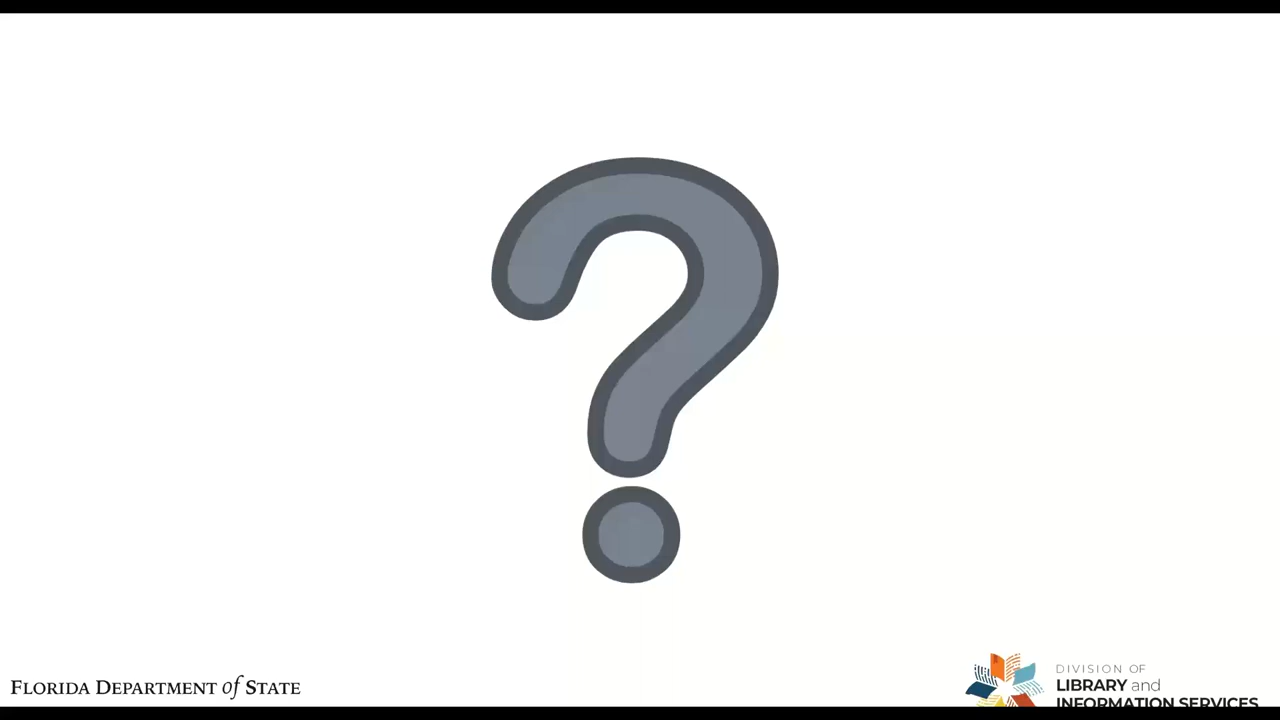 ?
FLORIDA DEPARTMENT of STATE
DIVISION OF
LIBRARY and
INFORMATION SERVICES